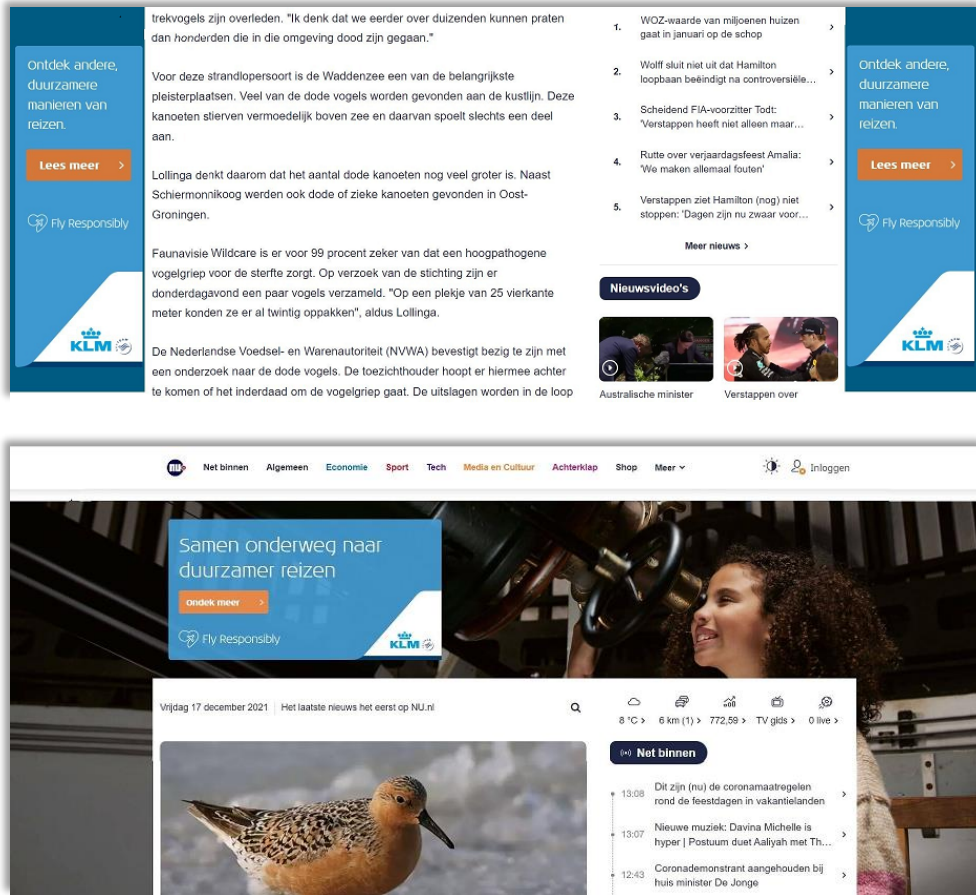 Ontdek andere,
duurzamere
manieren van
reizen.
Lees meer
Fly Responsibly
KLM
trekvogels zijn overleden. "Ik denk dat we eerder over duizenden kunnen praten
dan honderden die in die omgeving dood zijn gegaan."
Voor deze strandlopersoort is de Waddenzee een van de belangrijkste
pleisterplaatsen. Veel van de dode vogels worden gevonden aan de kustlijn. Deze
kanoeten stierven vermoedelijk boven zee en daarvan spoelt slechts een deel
aan.
Lollinga denkt daarom dat het aantal dode kanoeten nog veel groter is. Naast
Schiermonnikoog werden ook dode of zieke kanoeten gevonden in Oost-
Groningen.
Faunavisie Wildcare is er voor 99 procent zeker van dat een hoogpathogene
vogelgriep voor de sterfte zorgt. Op verzoek van de stichting zijn er
donderdagavond een paar vogels verzameld. "Op een plekje van 25 vierkante
meter konden ze er al twintig oppakken", aldus Lollinga.
De Nederlandse Voedsel- en Warenautoriteit (NVWA) bevestigt bezig te zijn met
een onderzoek naar de dode vogels. De toezichthouder hoopt er hiermee achter
te komen of het inderdaad om de vogelgriep gaat. De uitslagen worden in de loop
1. WOZ-waarde van miljoenen huizen
gaat in januari op de schop
2. Wolff sluit niet uit dat Hamilton
loopbaan beëindigt na controversiële...
3. Scheidend FIA-voorzitter Todt:
'Verstappen heeft niet alleen maar...
4. Rutte over verjaardagsfeest Amalia:
'We maken allemaal fouten'
5. Verstappen ziet Hamilton (nog) niet
stoppen: 'Dagen zijn nu zwaar voor...
Meer nieuws >
Nieuwsvideo's
Australische minister
Verstappen over
Ontdek andere,
duurzamere
manieren van
reizen.
Lees meer
Fly Responsibly
KLM
NU Net binnen Algemeen Economie Sport Tech Media en Cultuur Achterklap Shop Meer Inloggen
Samen onderweg naar
duurzamer reizen
Ondek meer
Fly Responsibly
KLM
Vrijdag 17 december 2021 Het laatste nieuws het eerst op NU.nl
8 °C > 6 km (1) > 772,59 > TV gids > 0 live >
Net binnen
13:08 Dit zijn (nu) de coronamaatregelen
rond de feestdagen in vakantielanden
13:07 Nieuwe muziek: Davina Michelle is
hyper | Postuum duet Aaliyah met Th...
12:43 Coronademonstrant aangehouden bij
huis minister De Jonge